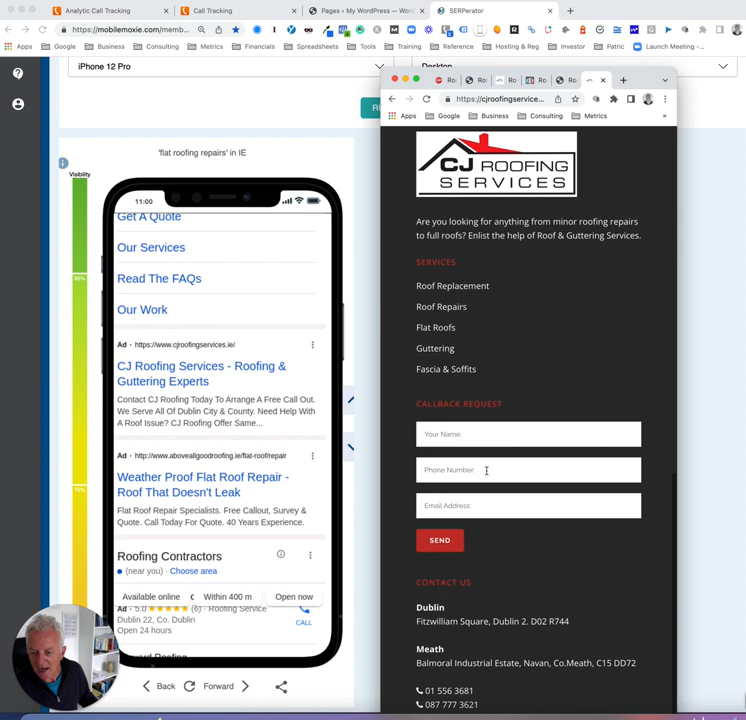 Analytic Call Tracking
Call Tracking
Pages ‹ My WordPress — Word
SERPerator
https://mobilemoxie.com/memb...
Apps
Google
Business
Consulting
Metrics
Financials
Spreadsheets
Tools
Training
Reference
Hosting & Reg
Investor
Patric
Launch Meeting -...
iPhone 12 Pro
Desktop
'flat roofing repairs' in IE
Visibility
11:00
Get A Quote
Our Services
Read The FAQs
Our Work
Ad · https://www.cjroofingservices.ie/
CJ Roofing Services - Roofing &
Guttering Experts
Contact CJ Roofing Today To Arrange A Free Call Out.
We Serve All Of Dublin City & County. Need Help With
A Roof Issue? CJ Roofing Offer Same...
Ad · http://www.aboveallgoodroofing.ie/flat-roof/repair
Weather Proof Flat Roof Repair -
Roof That Doesn't Leak
Flat Roof Repair Specialists. Free Callout, Survey &
Quote. Call Today For Quote. 40 Years Experience.
Roofing Contractors
(near you) · Choose area
Available online
Within 400 m
Open now
Ad · 5.0 (6) · Roofing Service
Dublin 22, Co. Dublin
Open 24 hours
CALL
Back
Forward
Ro
Ro
Ro
Ro
Ro
https://cjroofingservice...
Apps
Google
Business
Consulting
Metrics
»
CJ ROOFING
SERVICES
Are you looking for anything from minor roofing repairs
to full roofs? Enlist the help of Roof & Guttering Services.
SERVICES
Roof Replacement
Roof Repairs
Flat Roofs
Guttering
Fascia & Soffits
CALLBACK REQUEST
Your Name:
Phone Number:
Email Address:
SEND
CONTACT US
Dublin
Fitzwilliam Square, Dublin 2. D02 R744
Meath
Balmoral Industrial Estate, Navan, Co.Meath, C15 DD72
01 556 3681
087 777 3621